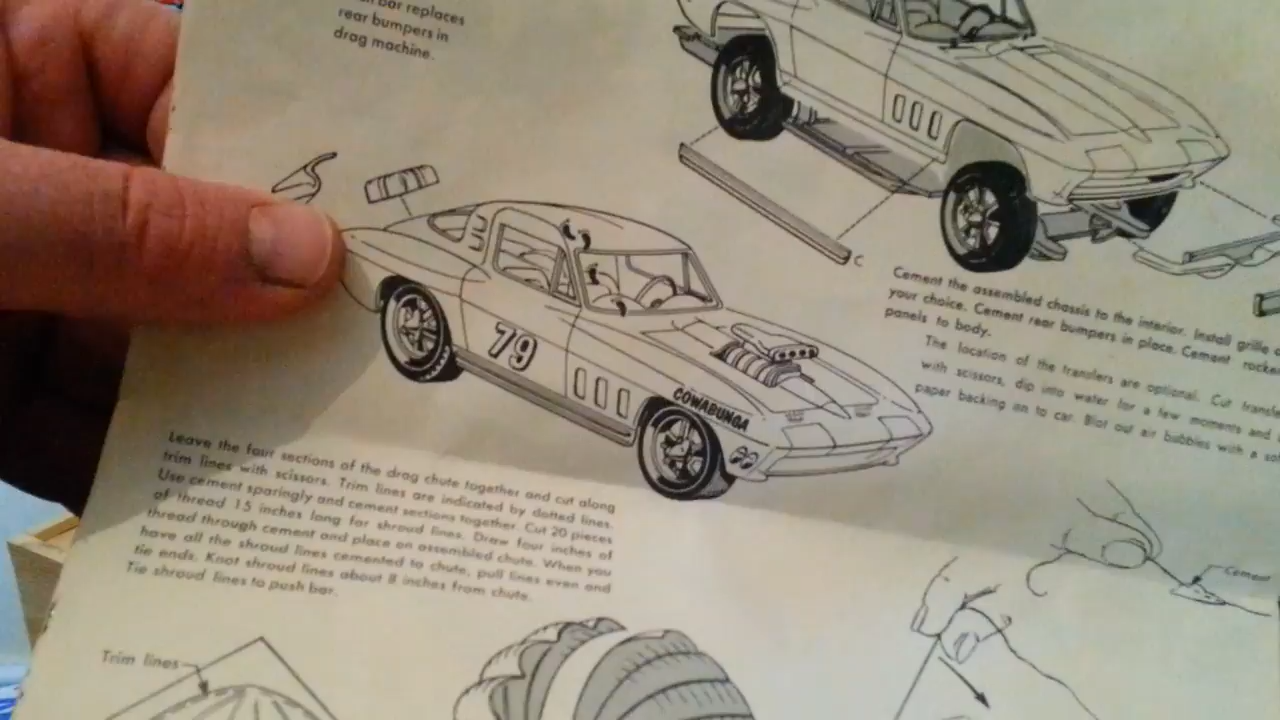 bar replaces
rear bumpers in
drag machine.
C
Cement the assembled chassis to the interior. Install grille
your choice. Cement rear bumpers in place. Cement rocke
panels to body.
The location of the transfers are optional. Cut transfe
with scissors, dip into water for a few moments and
paper backing on to car. Blot out air bubbles with a sof
79
COWABUNGA
Leave the four sections of the drag chute together and cut along
trim lines with scissors. Trim lines are indicated by dotted lines.
Use cement sparingly and cement sections together. Cut 20 pieces
of thread 15 inches long for shroud lines. Draw four inches of
thread through cement and place on assembled chute. When you
have all the shroud lines cemented to chute, pull lines even and
tie ends. Knot shroud lines about 8 inches from chute.
Tie shroud lines to push bar.
Cement
Trim lines